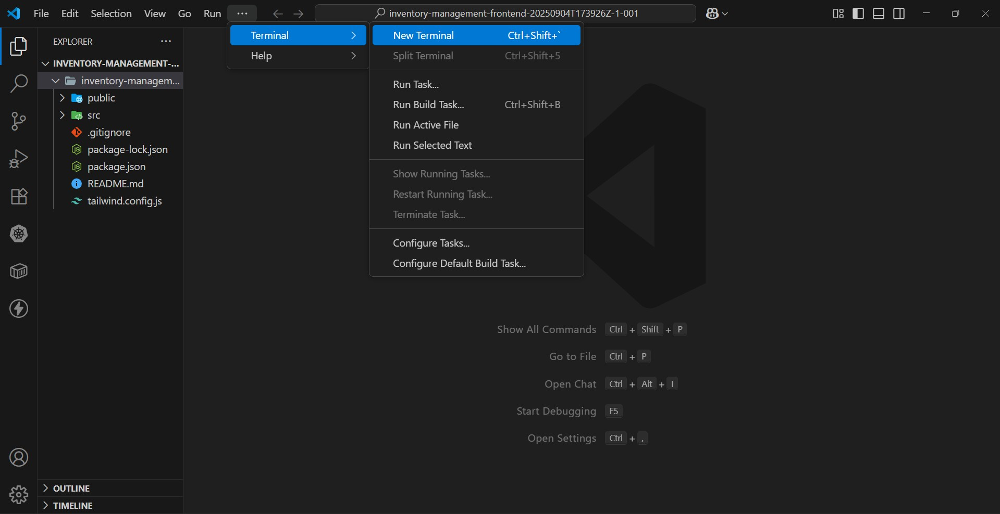 File Edit Selection View Go Run ···
inventory-management-frontend-20250904T173926Z-1-001
EXPLORER ···
INVENTORY-MANAGEMENT-...
inventory-managem...
public
src
.gitignore
package-lock.json
package.json
README.md
tailwind.config.js
OUTLINE
TIMELINE
Terminal
Help
New Terminal Ctrl+Shift+`
Split Terminal Ctrl+Shift+5
Run Task...
Run Build Task... Ctrl+Shift+B
Run Active File
Run Selected Text
Show Running Tasks...
Restart Running Task...
Terminate Task...
Configure Tasks...
Configure Default Build Task...
Show All Commands Ctrl + Shift + P
Go to File Ctrl + P
Open Chat Ctrl + Alt + I
Start Debugging F5
Open Settings Ctrl + ,